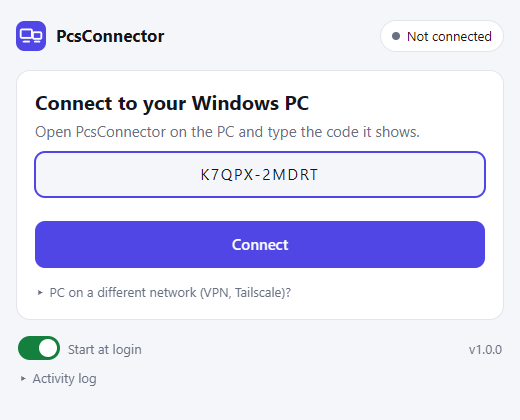 PcsConnector
Not connected
Connect to your Windows PC
Open PcsConnector on the PC and type the code it shows.
K7QPX-2MDRT
Connect
PC on a different network (VPN, Tailscale)?
Start at login
v1.0.0
Activity log